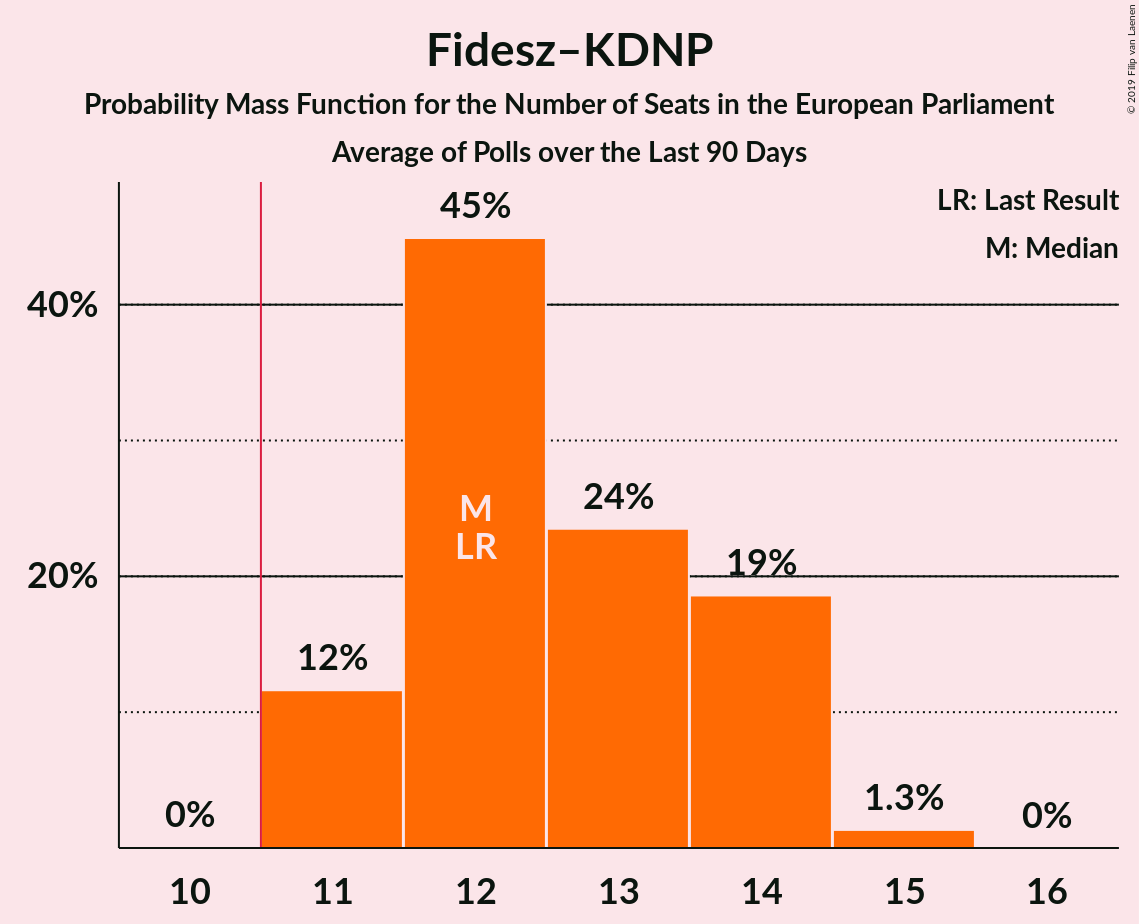 Fidesz–KDNP
Probability Mass Function for the Number of Seats in the European Parliament
Average of Polls over the Last 90 Days
© 2019 Filip van Laenen
LR: Last Result
M: Median
40%
20%
0%
12%
45%
M
LR
24%
19%
1.3%
0%
10 11 12 13 14 15 16